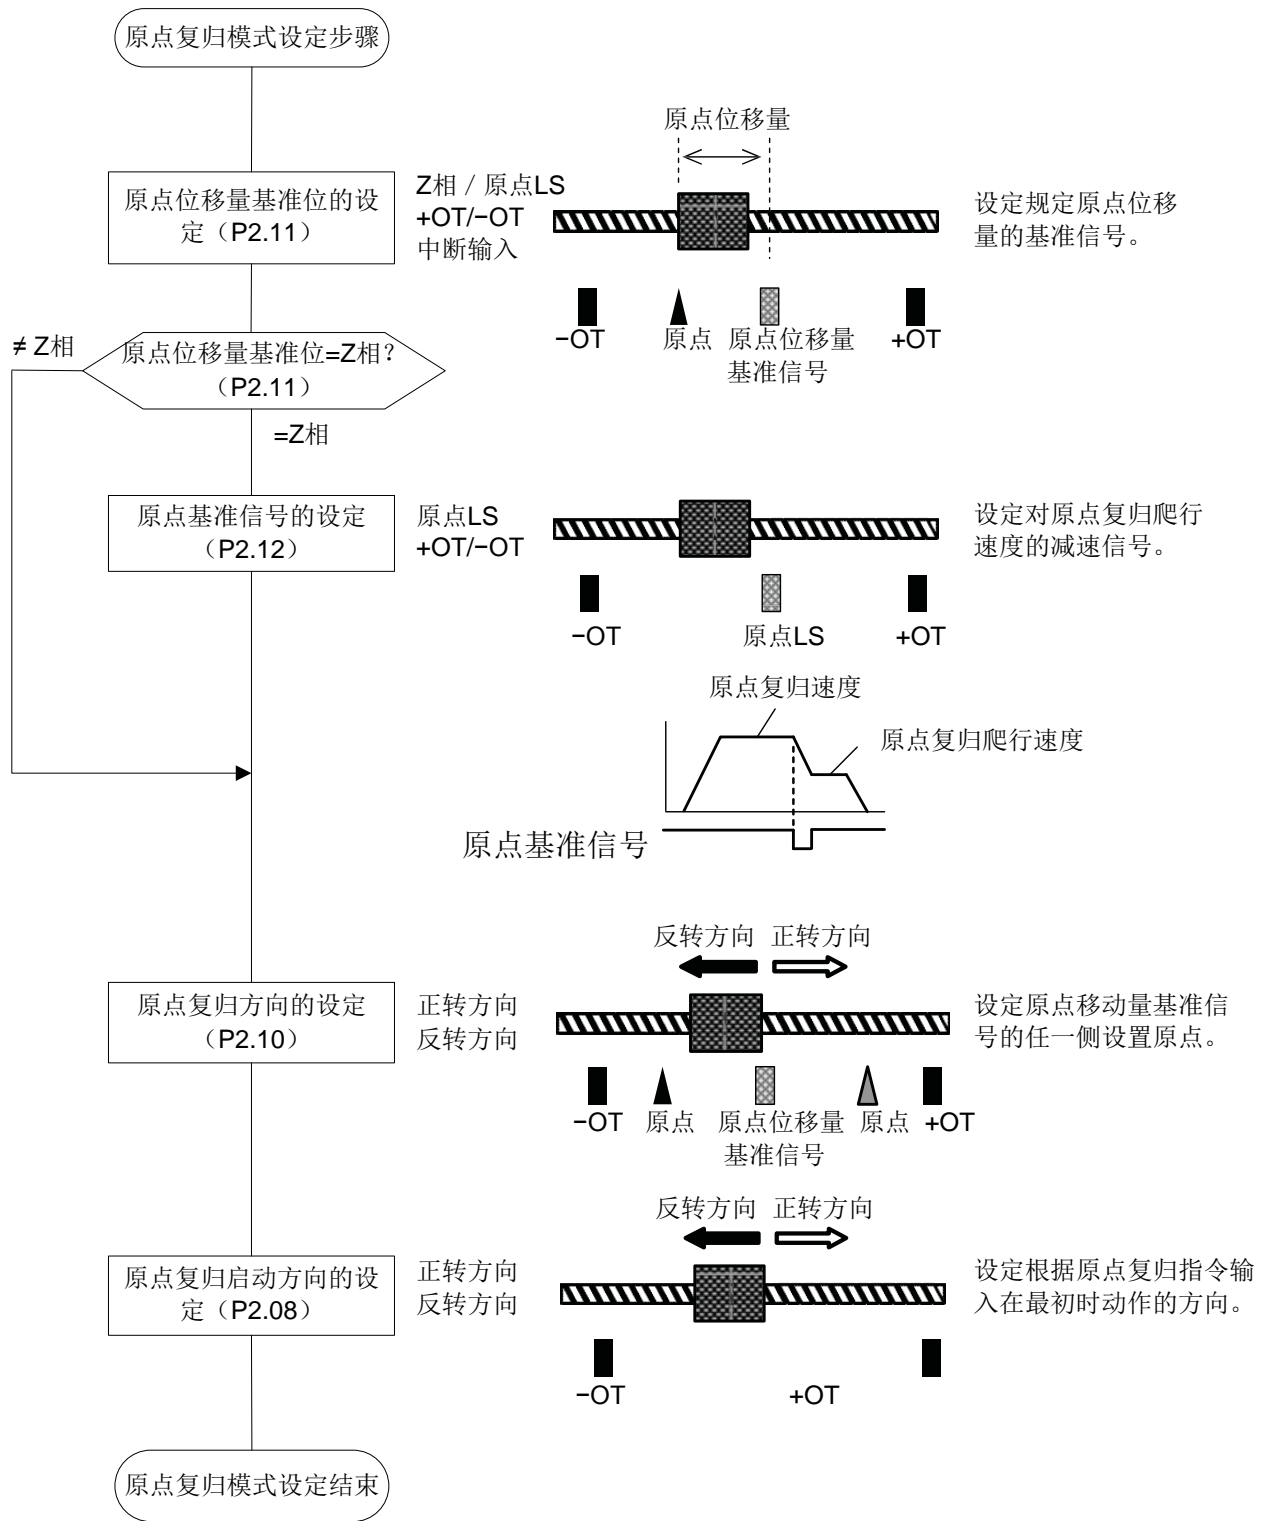 原点复归模式设定步骤
原点位移量
原点位移量基准位的设
定（P2.11）
Z相 / 原点LS
+OT/−OT
中断输入
设定规定原点位移
量的基准信号。
−OT
原点
原点位移量
基准信号
+OT
≠ Z相
原点位移量基准位=Z相？
（P2.11）
=Z相
原点基准信号的设定
（P2.12）
原点LS
+OT/−OT
设定对原点复归爬行
速度的减速信号。
−OT
原点LS
+OT
原点复归速度
原点复归爬行速度
原点基准信号
反转方向 正转方向
原点复归方向的设定
（P2.10）
正转方向
反转方向
设定原点移动量基准信
号的任一侧设置原点。
−OT
原点
原点位移量
基准信号
原点
+OT
反转方向 正转方向
原点复归启动方向的设
定（P2.08）
正转方向
反转方向
设定根据原点复归指令输
入在最初时动作的方向。
−OT
+OT
原点复归模式设定结束